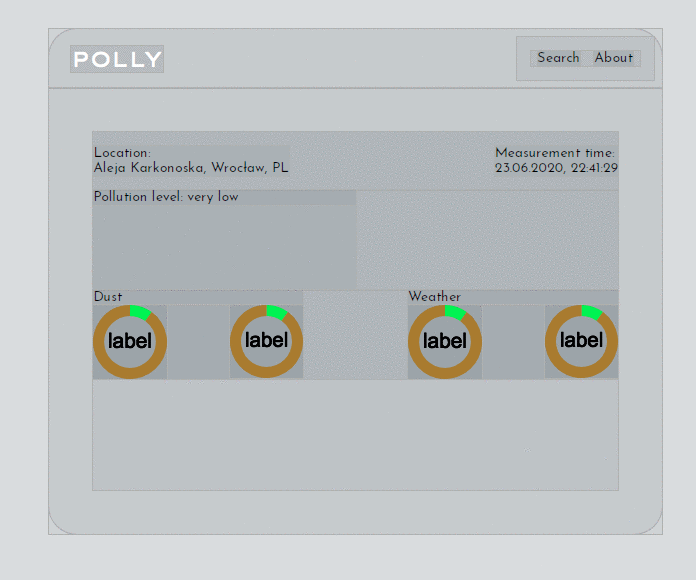 POLLY
Search About
Location:
Aleja Karkonoska, Wrocław, PL
Measurement time:
23.06.2020, 22:41:29
Pollution level: very low
Dust
Weather
label label label label